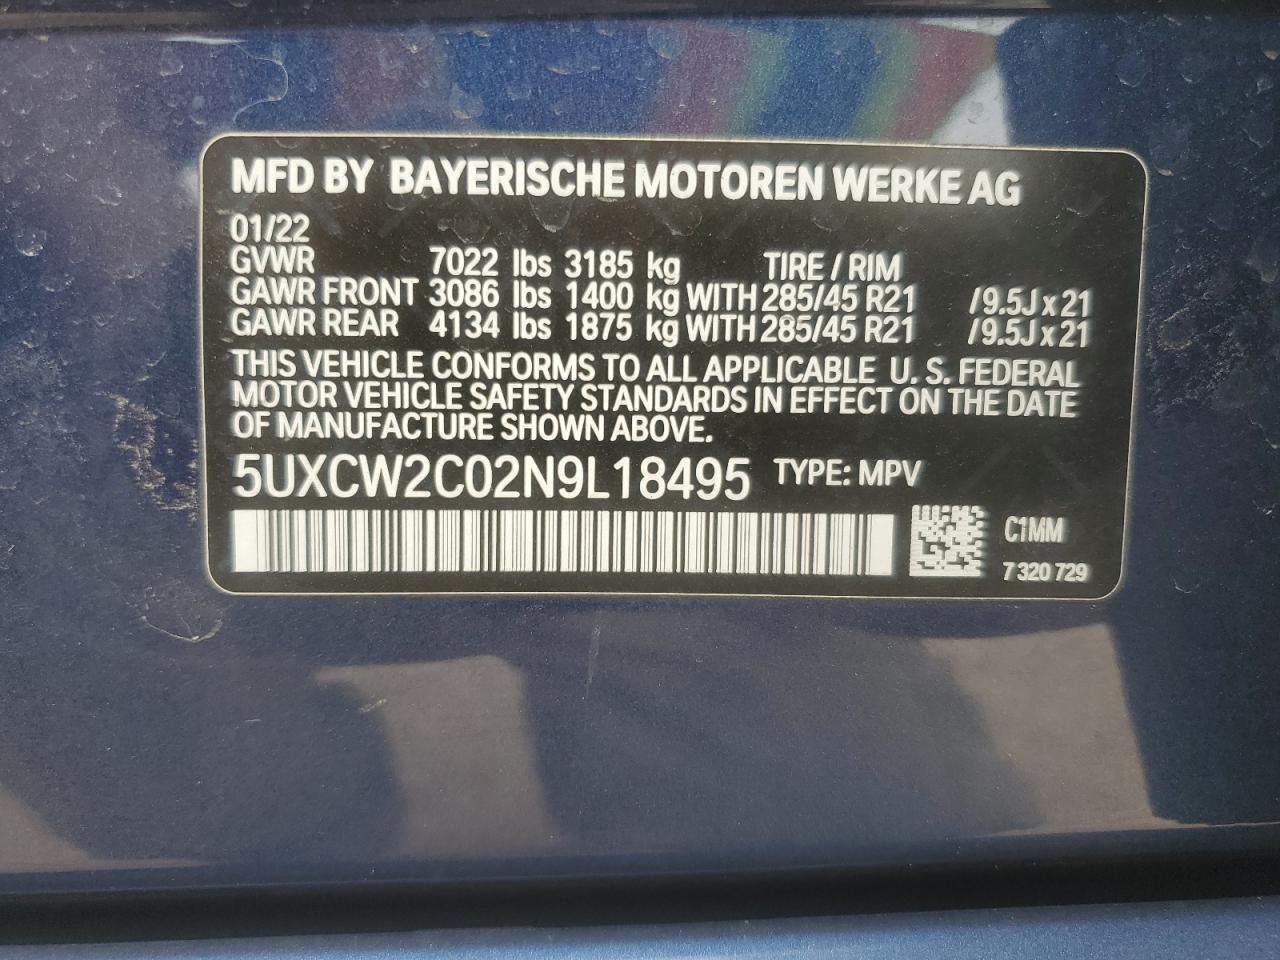 MFD BY BAYERISCHE MOTOREN WERKE AG
01/22
GVWR 7022 lbs 3185 kg TIRE / RIM
GAWR FRONT 3086 lbs 1400 kg WITH 285/45 R21 /9.5J x 21
GAWR REAR 4134 lbs 1875 kg WITH 285/45 R21 /9.5J x 21
THIS VEHICLE CONFORMS TO ALL APPLICABLE U. S. FEDERAL
MOTOR VEHICLE SAFETY STANDARDS IN EFFECT ON THE DATE
OF MANUFACTURE SHOWN ABOVE.
5UXCW2C02N9L18495 TYPE: MPV
C1MM
7 320 729